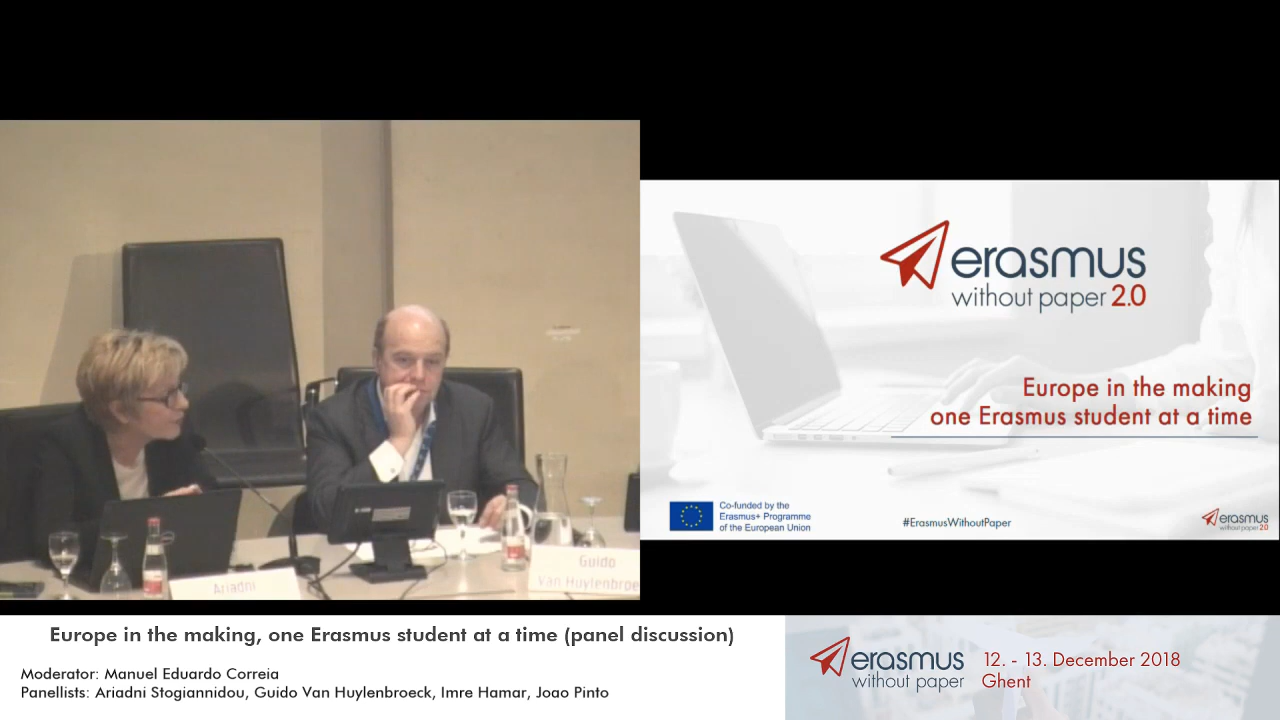 Ariadni
Guido
Van Huylenbroe
erasmus
without paper 2.0
Europe in the making
one Erasmus student at a time
Co-funded by the
Erasmus+ Programme
of the European Union
#ErasmusWithoutPaper
erasmus
without paper 2.0
Europe in the making, one Erasmus student at a time (panel discussion)
Moderator: Manuel Eduardo Correia
Panellists: Ariadni Stogiannidou, Guido Van Huylenbroeck, Imre Hamar, Joao Pinto
erasmus
without paper
12. - 13. December 2018
Ghent